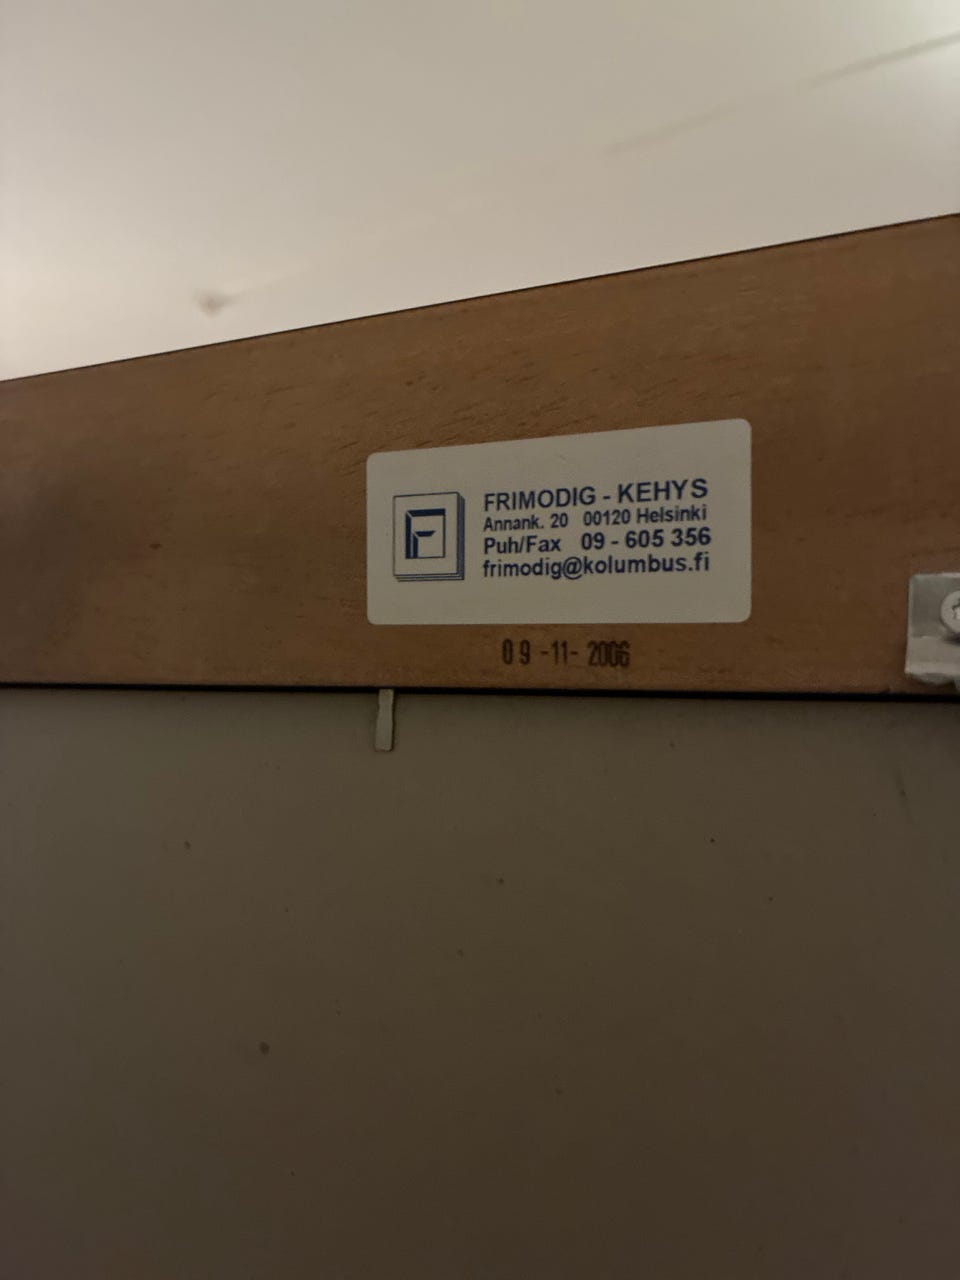 FRIMODIG - KEHYS
Annank. 20 00120 Helsinki
Puh/Fax 09 - 605 356
frimodig@kolumbus.fi
09 -11- 2006